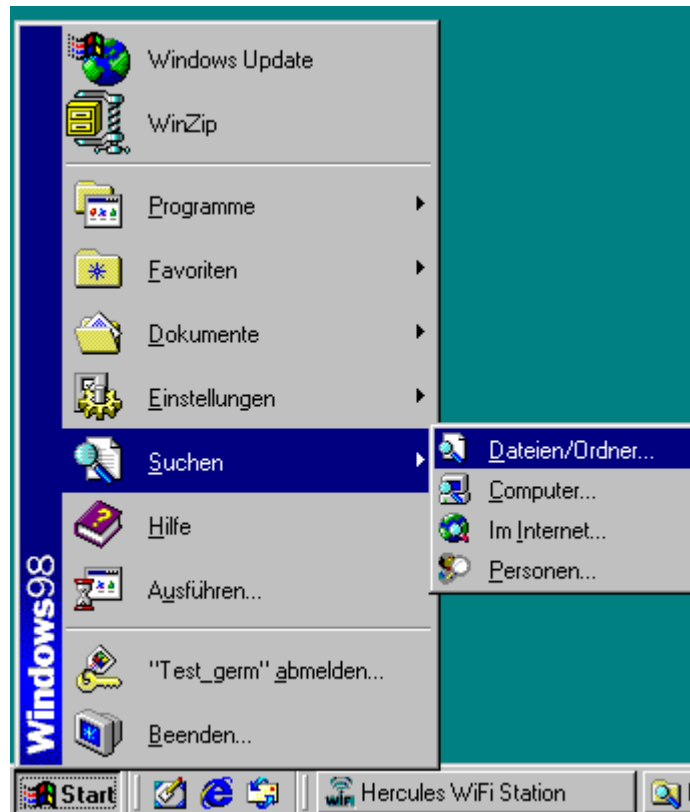 Windows Update
WinZip
Programme
Favoriten
Dokumente
Einstellungen
Suchen
Dateien/Ordner...
Computer...
Im Internet...
Personen...
Hilfe
Ausführen...
"Test_germ" abmelden...
Beenden...
Windows98
Start
WiFi Hercules WiFi Station